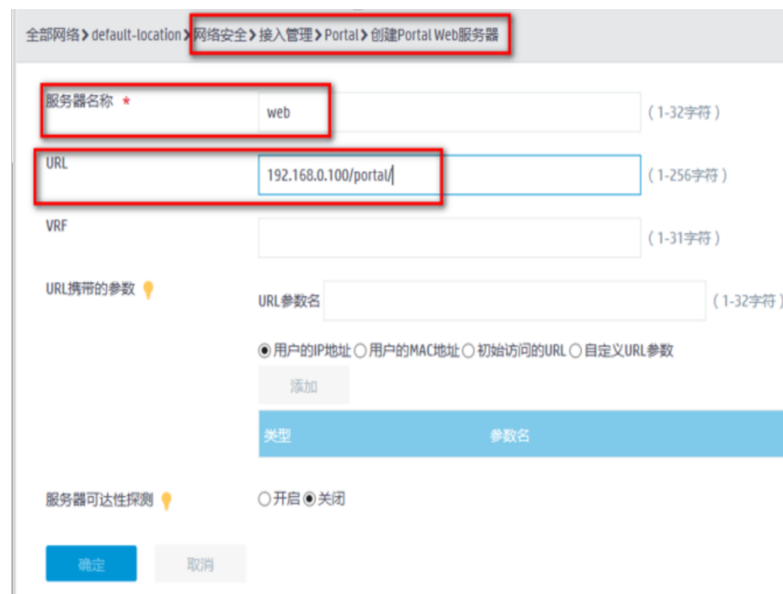 全部网络>default-location>网络安全>接入管理>Portal>创建Portal Web服务器
服务器名称 * web (1-32字符)
URL 192.168.0.100/portal/ (1-256字符)
VRF (1-31字符)
URL携带的参数 URL参数名 (1-32字符)
用户的IP地址 用户的MAC地址 初始访问的URL 自定义URL参数
添加
类型 参数名
服务器可达性探测 开启 关闭
确定 取消